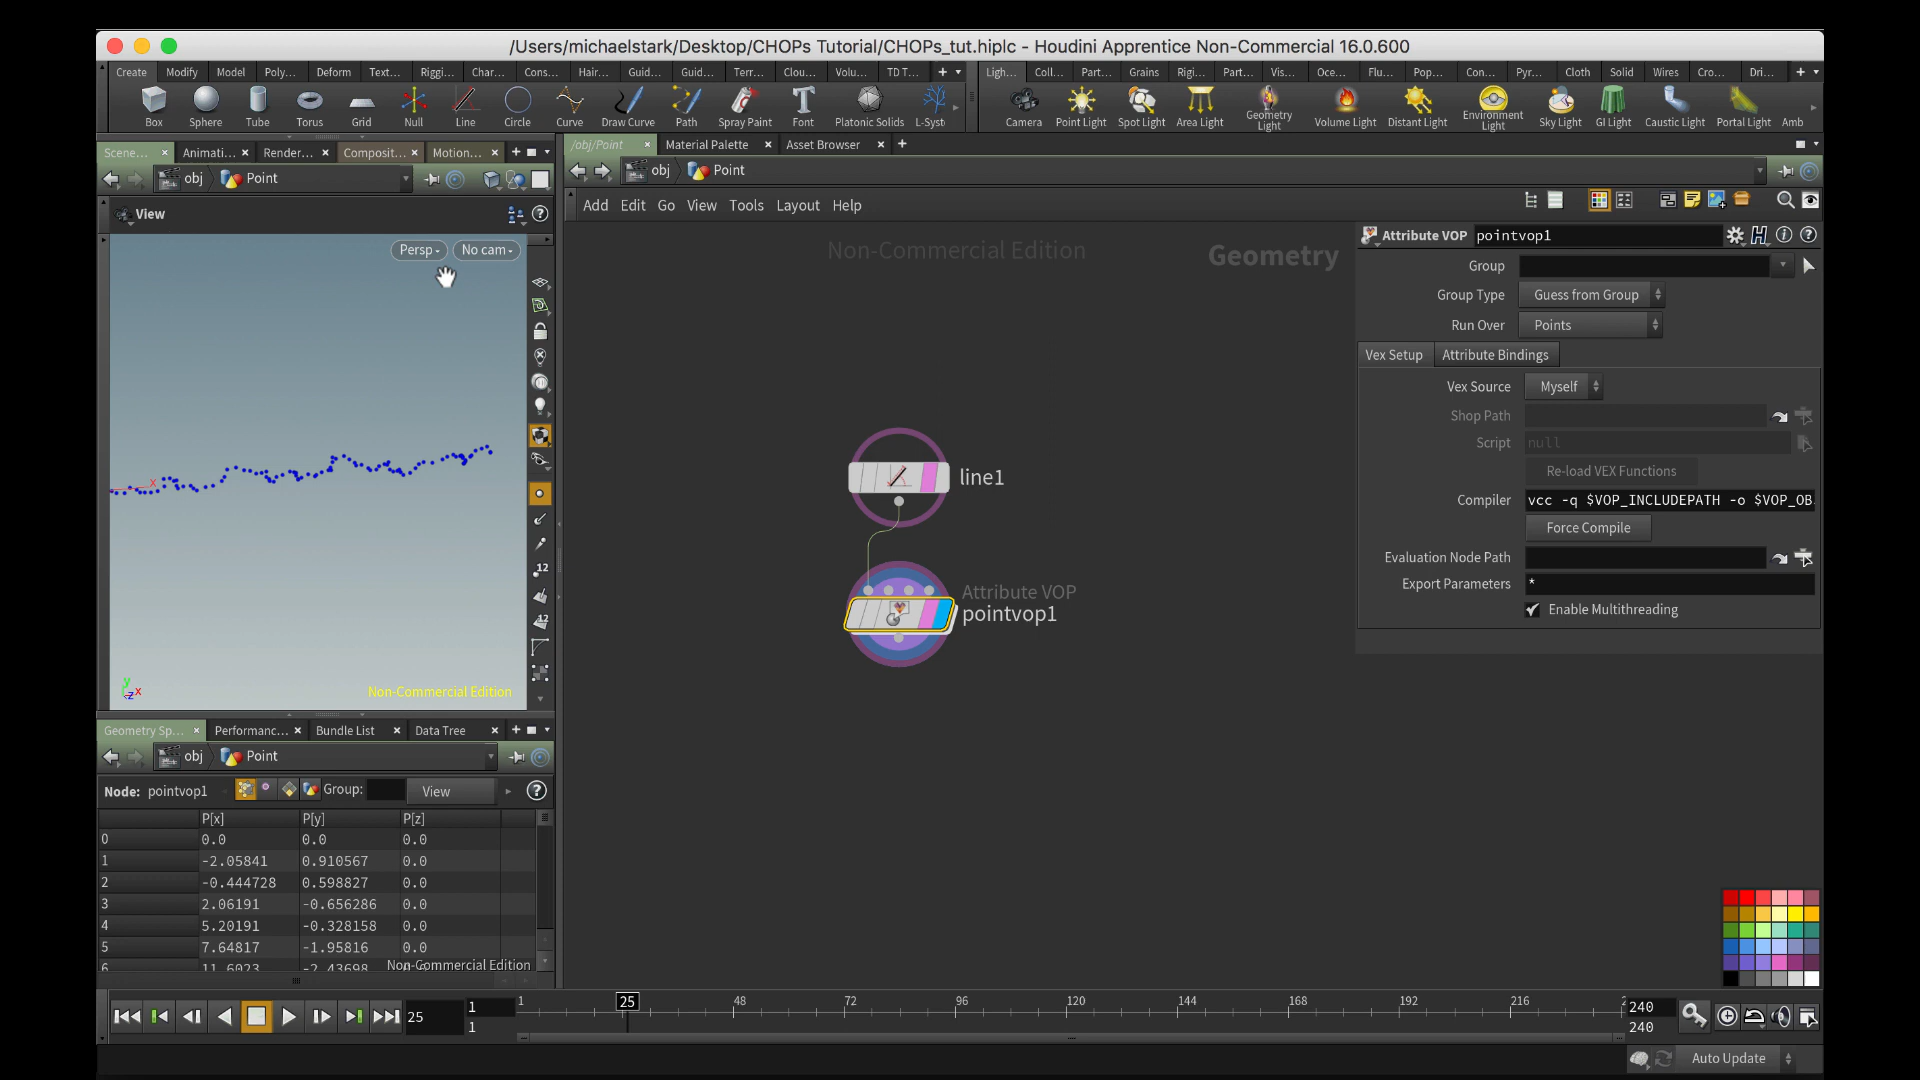 /Users/michaelstark/Desktop/CHOPs Tutorial/CHOPs_tut.hiplc - Houdini Apprentice Non-Commercial 16.0.600
Create Modify Model Poly... Deform Text... Riggi... Char... Cons... Hair... Guid... Guid... Terr... Clou... Volu... TD T...
Ligh... Coll... Part... Grains Rigi... Part... Vis... Oce... Flu... Pop... Con... Pyr... Cloth Solid Wires Cro... Dri...
Box Sphere Tube Torus Grid Null Line Circle Curve Draw Curve Path Spray Paint Font Platonic Solids L-Syst
Camera Point Light Spot Light Area Light Geometry Light Volume Light Distant Light Environment Light Sky Light GI Light Caustic Light Portal Light Amb
Scene... Animati... Render... Composit... Motion...
/obj/Point Material Palette Asset Browser
obj Point
obj Point
View
Add Edit Go View Tools Layout Help
Persp No cam
Non-Commercial Edition
Geometry
Attribute VOP pointvop1
Group
Group Type Guess from Group
Run Over Points
Vex Setup Attribute Bindings
Vex Source Myself
Shop Path
Script null
Re-load VEX Functions
Compiler vcc -q $VOP_INCLUDEPATH -o $VOP_OB
Force Compile
Evaluation Node Path
Export Parameters *
Enable Multithreading
x
12
12
line1
Attribute VOP
pointvop1
y
z x
Non-Commercial Edition
Geometry Sp... Performanc... Bundle List Data Tree
obj Point
Node: pointvop1 Group: View
P[x] P[y] P[z]
0 0.0 0.0 0.0
1 -2.05841 0.910567 0.0
2 -0.444728 0.598827 0.0
3 2.06191 -0.656286 0.0
4 5.20191 -0.328158 0.0
5 7.64817 -1.95816 0.0
6 11.6023 -2.43698
Non-Commercial Edition
25 1 1 25 48 72 96 120 144 168 192 216 2 240
1 240
Auto Update